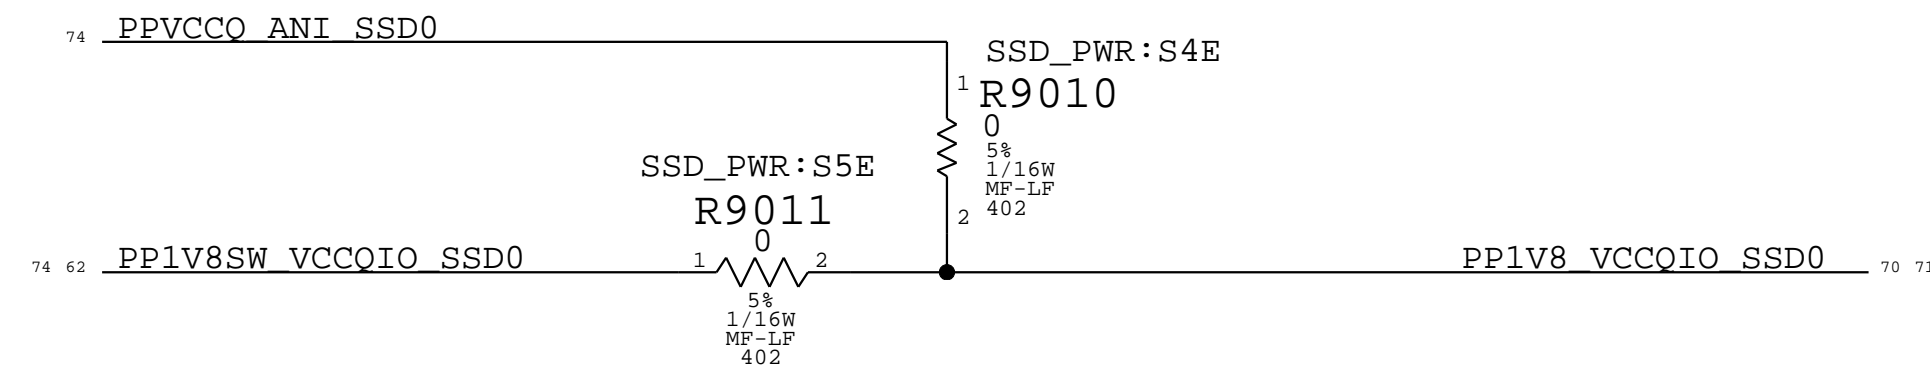 74 PPVCCQ_ANI_SSD0
SSD_PWR:S4E
1 R9010
0
5%
1/16W
MF-LF
2 402
SSD_PWR:S5E
R9011
0
74 62 PP1V8SW_VCCQIO_SSD0 1 2 PP1V8_VCCQIO_SSD0 70 71
5%
1/16W
MF-LF
402